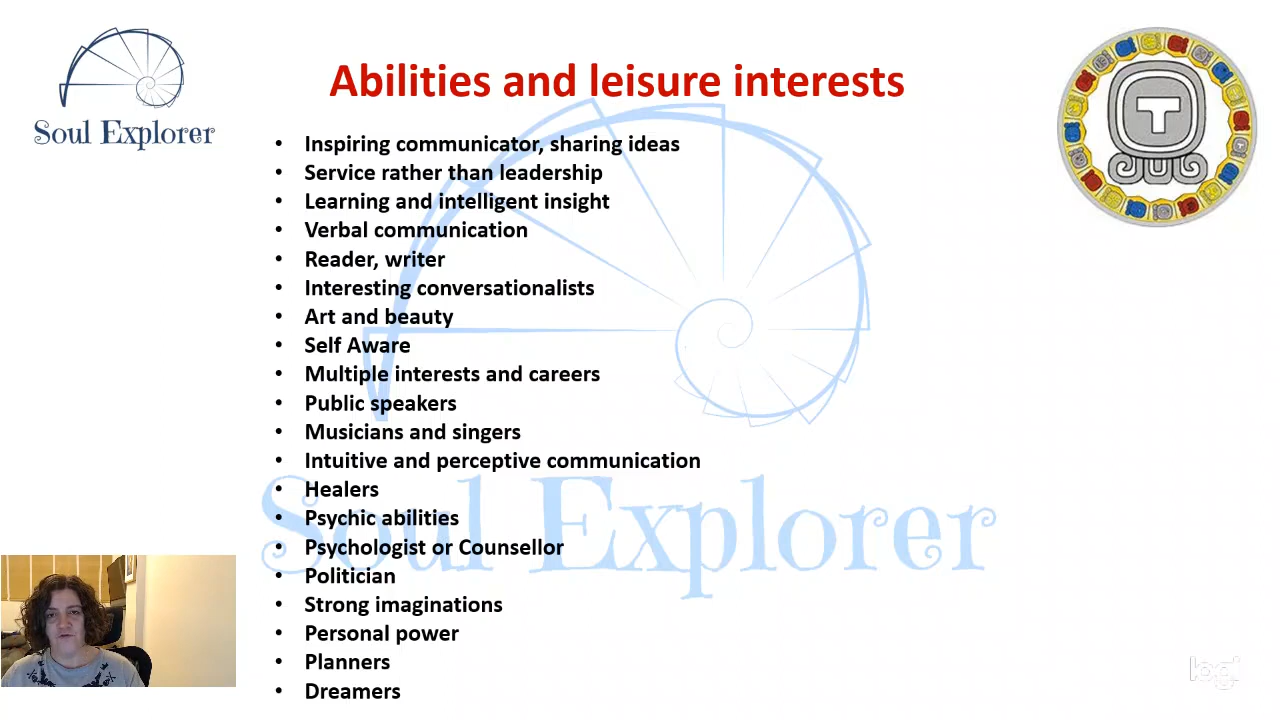 Soul Explorer
Abilities and leisure interests
• Inspiring communicator, sharing ideas
• Service rather than leadership
• Learning and intelligent insight
• Verbal communication
• Reader, writer
• Interesting conversationalists
• Art and beauty
• Self Aware
• Multiple interests and careers
• Public speakers
• Musicians and singers
• Intuitive and perceptive communication
• Healers
• Psychic abilities
• Psychologist or Counsellor
• Politician
• Strong imaginations
• Personal power
• Planners
• Dreamers
Soul Explorer
logi